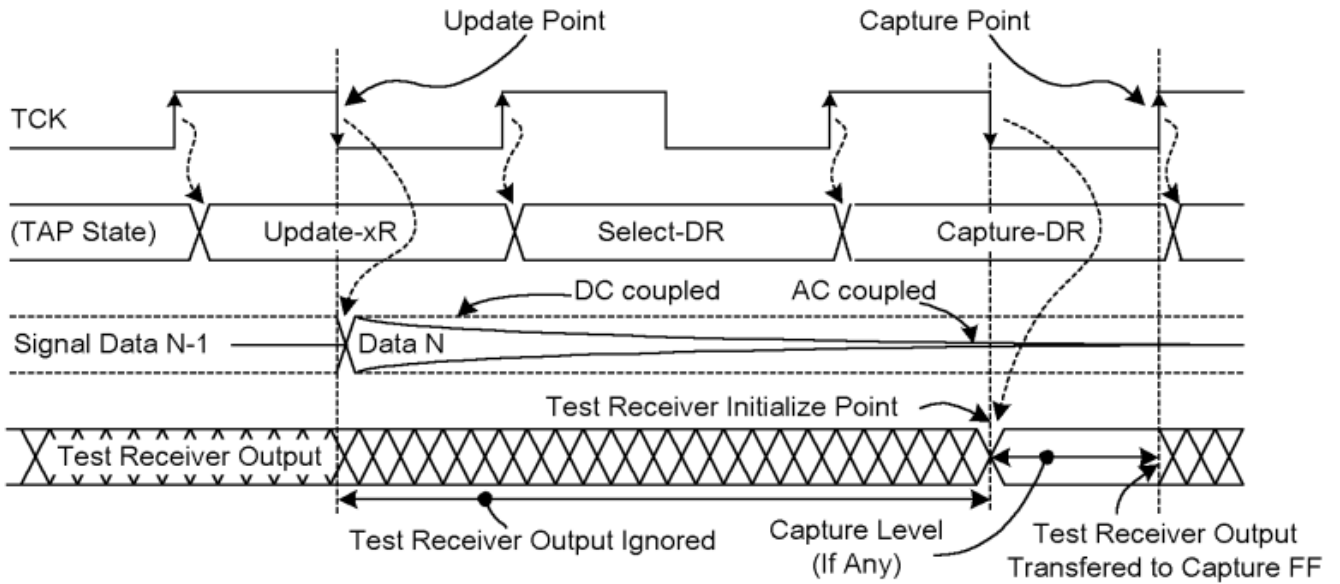 Update Point
Capture Point
TCK
(TAP State)
Update-xR
Select-DR
Capture-DR
DC coupled
AC coupled
Signal Data N-1
Data N
Test Receiver Initialize Point
Test Receiver Output
Test Receiver Output Ignored
Capture Level
(If Any)
Test Receiver Output
Transfered to Capture FF